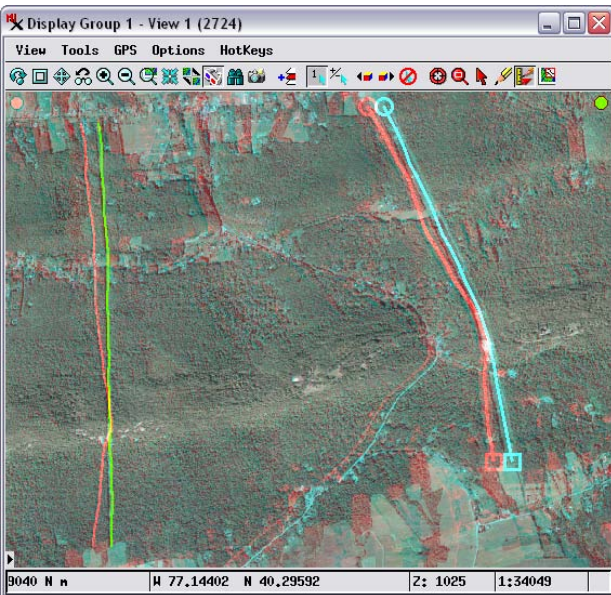 Display Group 1 - View 1 (2724)
View Tools GPS Options HotKeys
1
9040 N m W 77.14402 N 40.29592 Z: 1025 1:34049